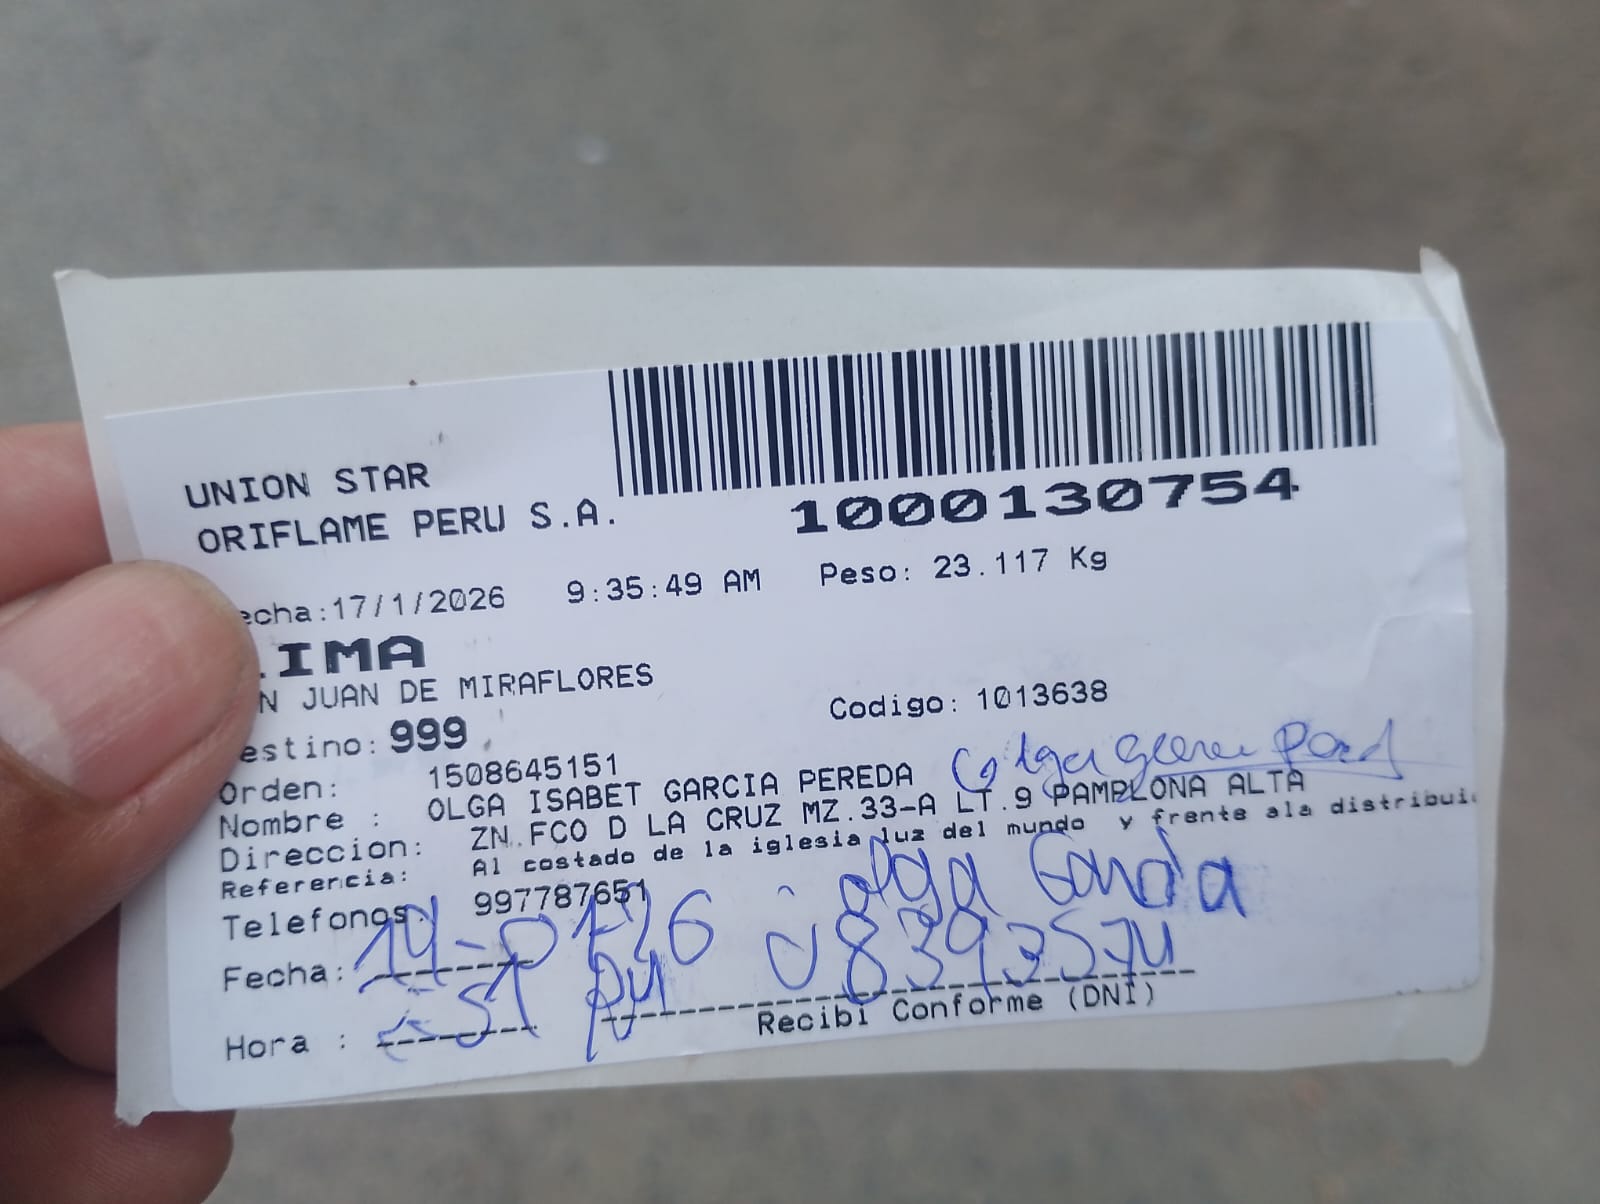 UNION STAR
ORIFLAME PERU S.A.
1000130754
echa:17/1/2026 9:35:49 AM Peso: 23.117 Kg
IMA
N JUAN DE MIRAFLORES
Codigo: 1013638
estino: 999
Orden: 1508645151
Nombre : OLGA ISABET GARCIA PEREDA
Direccion: ZN.FCO D LA CRUZ MZ.33-A LT.9 PAMPLONA ALTA
Referencia: Al costado de la iglesia luz del mundo y frente ala distribui
Telefonos: 997787651
olga Garcia
Fecha:
Hora :
Recibi Conforme (DNI)